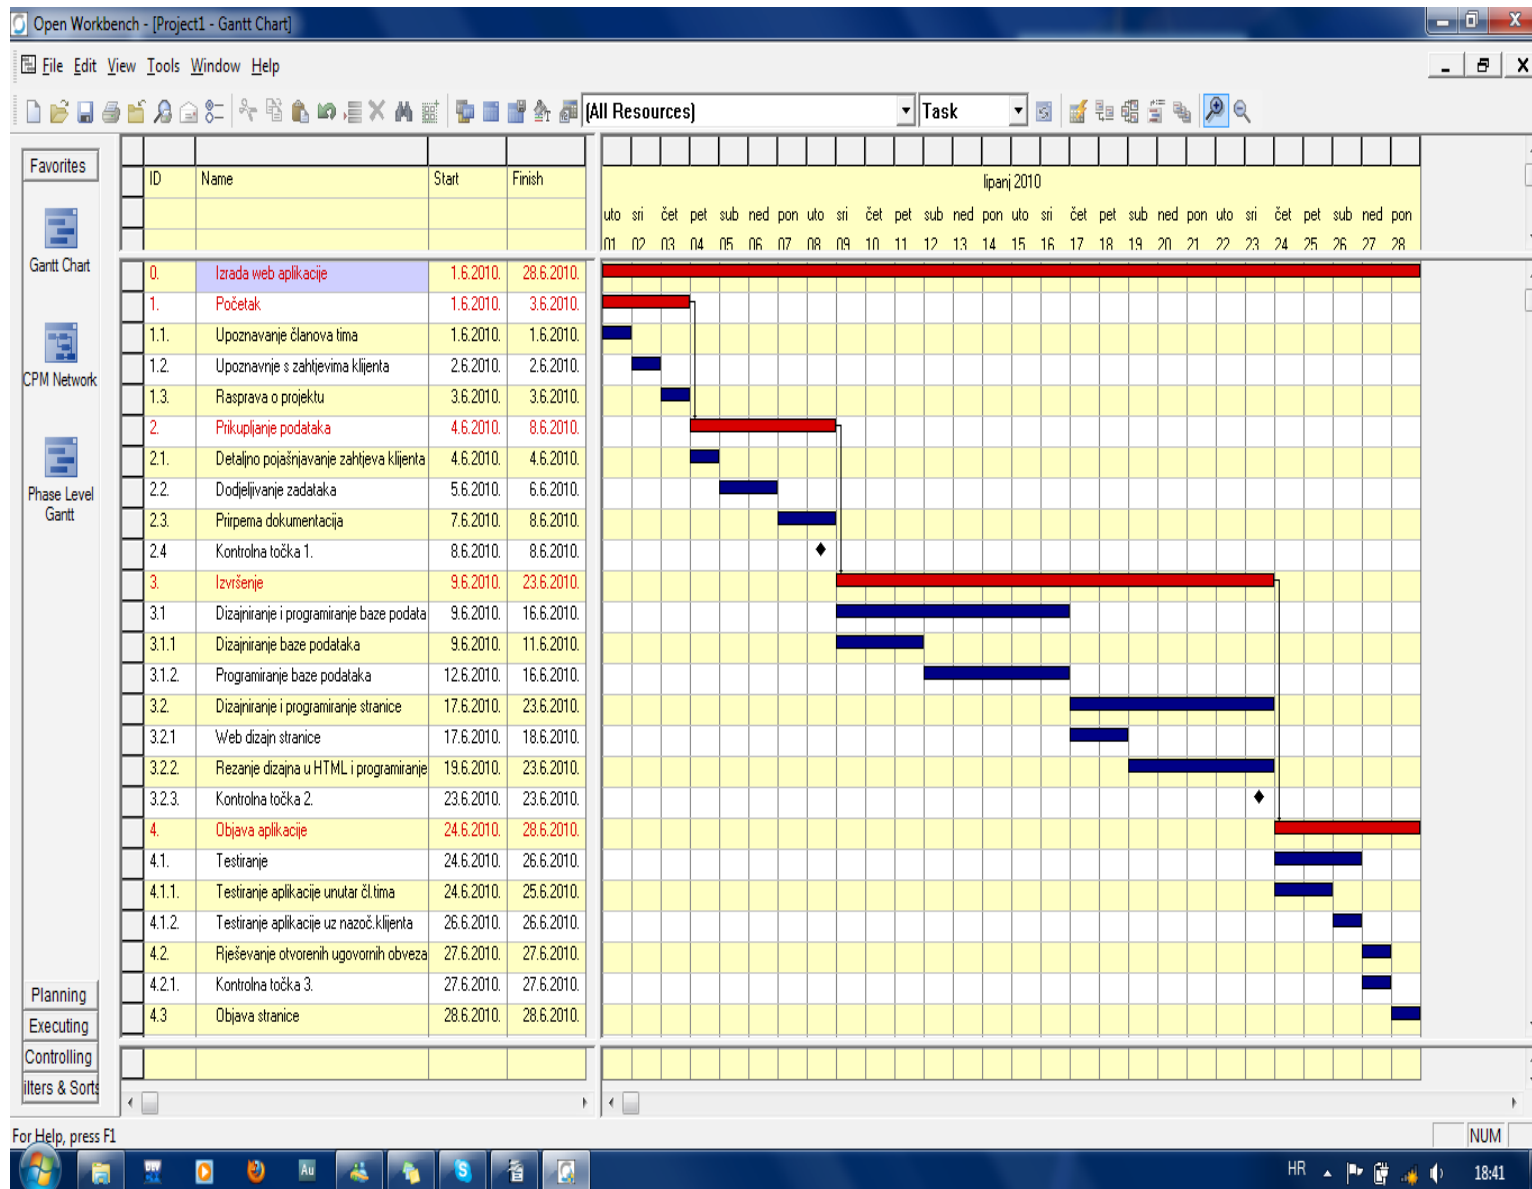 Open Workbench - [Project1 - Gantt Chart]
File Edit View Tools Window Help
(All Resources) Task
Favorites
Gantt Chart
CPM Network
Phase Level
Gantt
Planning
Executing
Controlling
ilters & Sorts
ID Name Start Finish
lipanj 2010
uto sri čet pet sub ned pon uto sri čet pet sub ned pon uto sri čet pet sub ned pon uto sri čet pet sub ned pon
01 02 03 04 05 06 07 08 09 10 11 12 13 14 15 16 17 18 19 20 21 22 23 24 25 26 27 28
0. Izrada web aplikacije 1.6.2010. 28.6.2010.
1. Početak 1.6.2010. 3.6.2010.
1.1. Upoznavanje članova tima 1.6.2010. 1.6.2010.
1.2. Upoznavnje s zahtjevima klijenta 2.6.2010. 2.6.2010.
1.3. Rasprava o projektu 3.6.2010. 3.6.2010.
2. Prikupljanje podataka 4.6.2010. 8.6.2010.
2.1. Detaljno pojašnjavanje zahtjeva klijenta 4.6.2010. 4.6.2010.
2.2. Dodjeljivanje zadataka 5.6.2010. 6.6.2010.
2.3. Prirpema dokumentacija 7.6.2010. 8.6.2010.
2.4 Kontrolna točka 1. 8.6.2010. 8.6.2010.
3. Izvršenje 9.6.2010. 23.6.2010.
3.1 Dizajniranje i programiranje baze podata 9.6.2010. 16.6.2010.
3.1.1 Dizajniranje baze podataka 9.6.2010. 11.6.2010.
3.1.2. Programiranje baze podataka 12.6.2010. 16.6.2010.
3.2. Dizajniranje i programiranje stranice 17.6.2010. 23.6.2010.
3.2.1 Web dizajn stranice 17.6.2010. 18.6.2010.
3.2.2. Rezanje dizajna u HTML i programiranje 19.6.2010. 23.6.2010.
3.2.3. Kontrolna točka 2. 23.6.2010. 23.6.2010.
4. Objava aplikacije 24.6.2010. 28.6.2010.
4.1. Testiranje 24.6.2010. 26.6.2010.
4.1.1. Testiranje aplikacije unutar čl.tima 24.6.2010. 25.6.2010.
4.1.2. Testiranje aplikacije uz nazoč.klijenta 26.6.2010. 26.6.2010.
4.2. Rješevanje otvorenih ugovornih obveza 27.6.2010. 27.6.2010.
4.2.1. Kontrolna točka 3. 27.6.2010. 27.6.2010.
4.3 Objava stranice 28.6.2010. 28.6.2010.
For Help, press F1
NUM
Au
HR
18:41